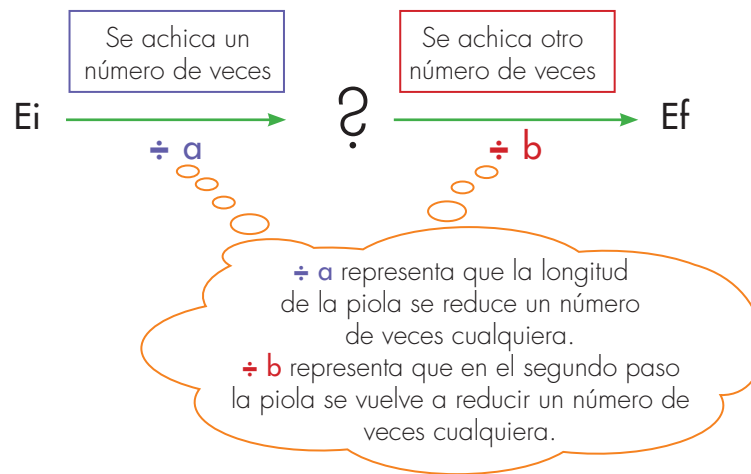 Se achica un
número de veces
Se achica otro
número de veces
Ei
?
Ef
÷ a
÷ b
÷ a representa que la longitud
de la piola se reduce un número
de veces cualquiera.
÷ b representa que en el segundo paso
la piola se vuelve a reducir un número de
veces cualquiera.